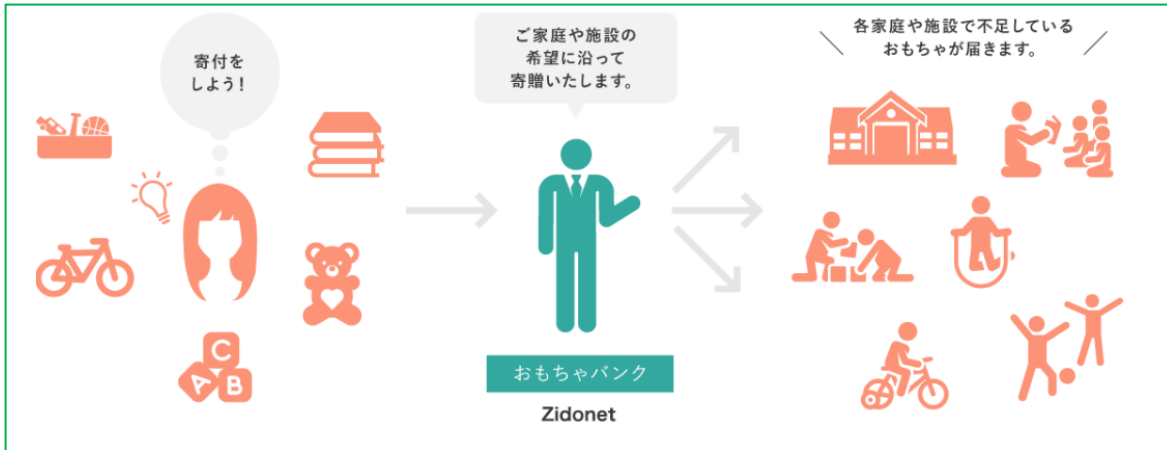 寄付を
しよう!
ご家庭や施設の
希望に沿って
寄贈いたします。
各家庭や施設で不足している
おもちゃが届きます。
A
B
C
おもちゃバンク
Zidonet